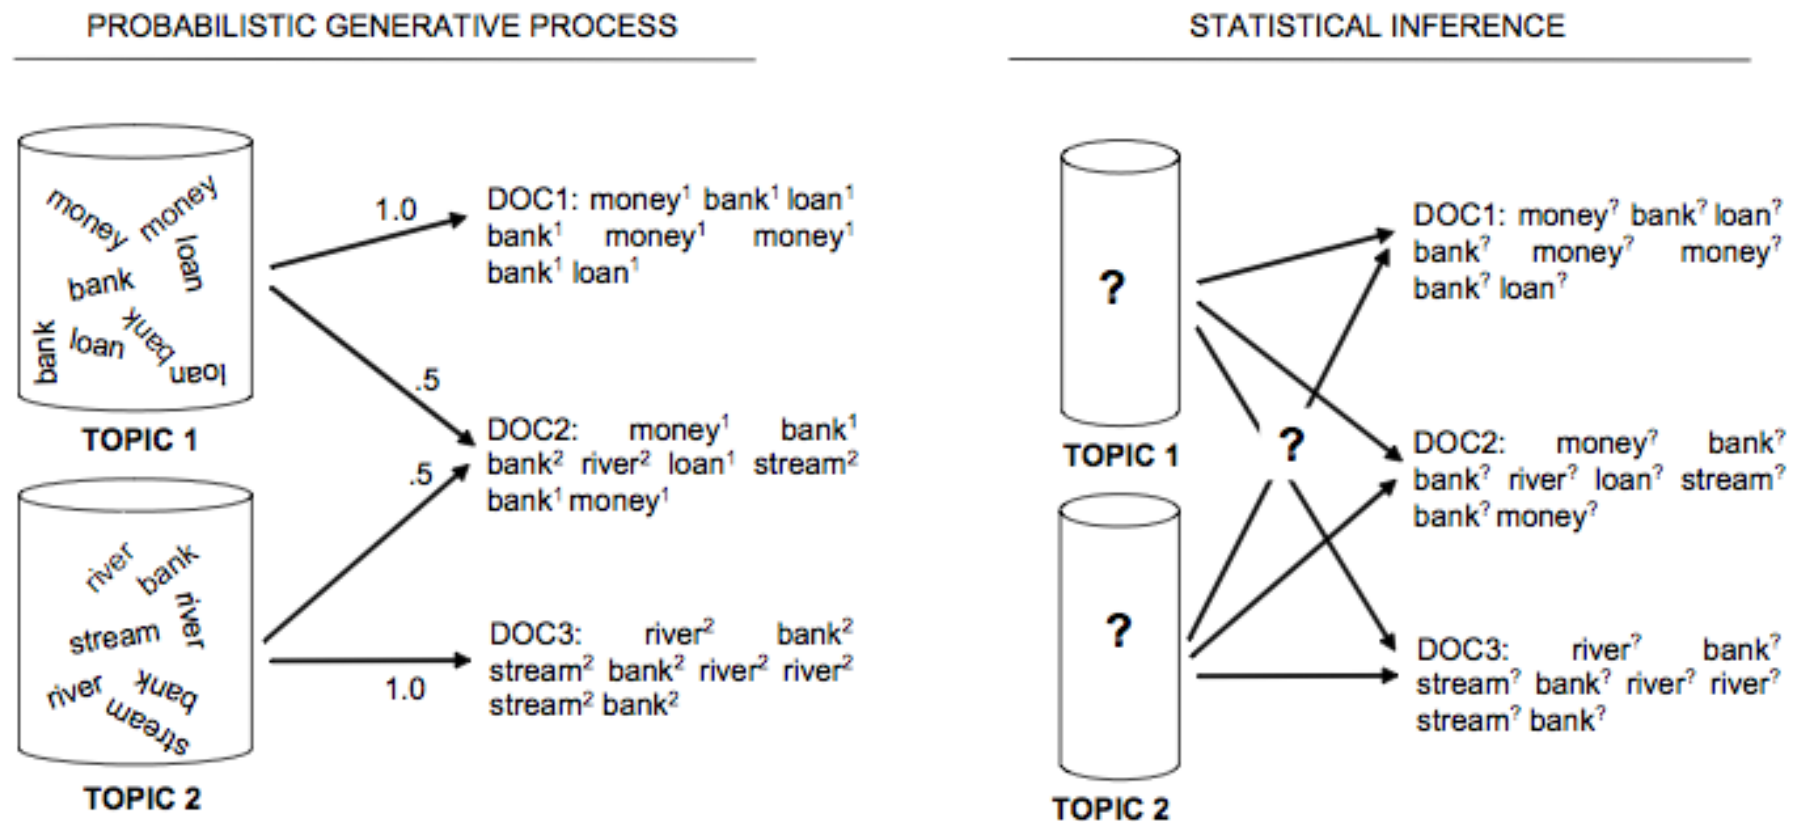 PROBABILISTIC GENERATIVE PROCESS
money
money
loan
bank
bank
loan
bank
loan
TOPIC 1
river
bank
river
stream
river
bank
stream
TOPIC 2
1.0
.5
.5
1.0
DOC1: money¹ bank¹ loan¹
bank¹ money¹ money¹
bank¹ loan¹
DOC2: money¹ bank¹
bank² river² loan¹ stream²
bank¹ money¹
DOC3: river² bank²
stream² bank² river² river²
stream² bank²
STATISTICAL INFERENCE
?
TOPIC 1
?
TOPIC 2
?
DOC1: money? bank? loan?
bank? money? money?
bank? loan?
DOC2: money? bank?
bank? river? loan? stream?
bank? money?
DOC3: river? bank?
stream? bank? river? river?
stream? bank?